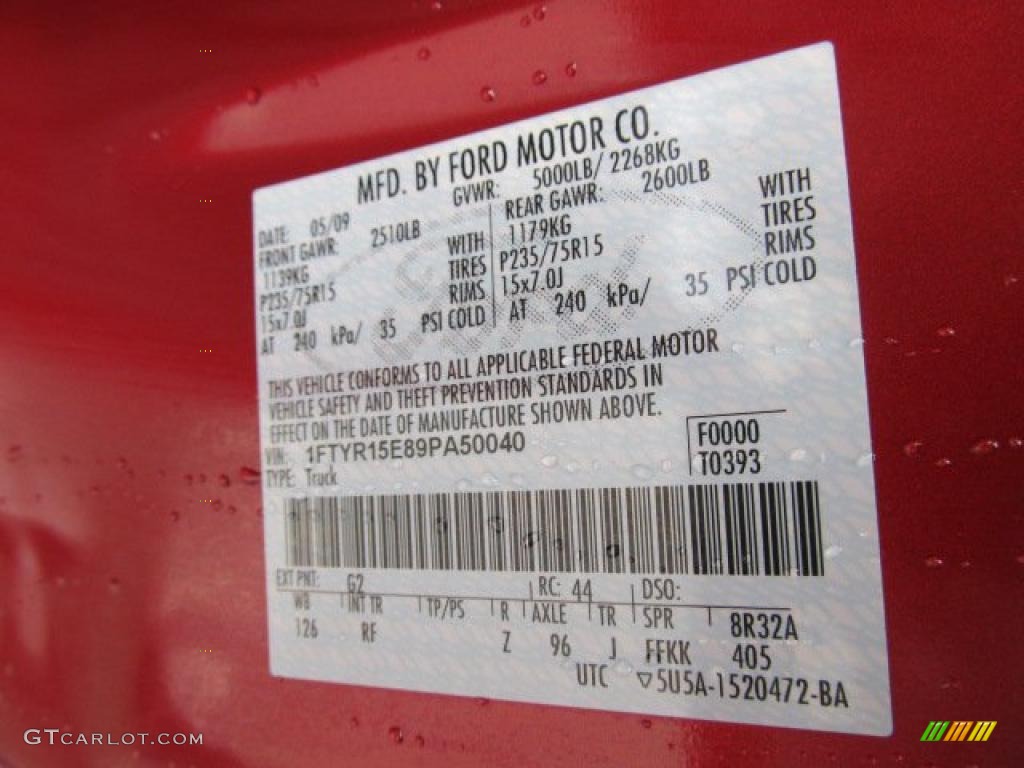 MFD. BY FORD MOTOR CO.
DATE: 05/09 GVWR: 5000LB/ 2268KG
FRONT GAWR: 2510LB REAR GAWR: 2600LB
1139KG WITH 1179KG WITH
P235/75R15 TIRES P235/75R15 TIRES
15x7.0J RIMS 15x7.0J RIMS
AT 240 kPa/ 35 PSI COLD AT 240 kPa/ 35 PSI COLD
THIS VEHICLE CONFORMS TO ALL APPLICABLE FEDERAL MOTOR
VEHICLE SAFETY AND THEFT PREVENTION STANDARDS IN
EFFECT ON THE DATE OF MANUFACTURE SHOWN ABOVE.
VIN: 1FTYR15E89PA50040 F0000
TYPE: Truck T0393
EXT PNT: G2 RC: 44 DSO:
WB INT TR TP/PS R AXLE TR SPR 8R32A
126 RF Z 96 J FFKK 405
UTC ▽5U5A-1520472-BA
GTCARLOT.COM